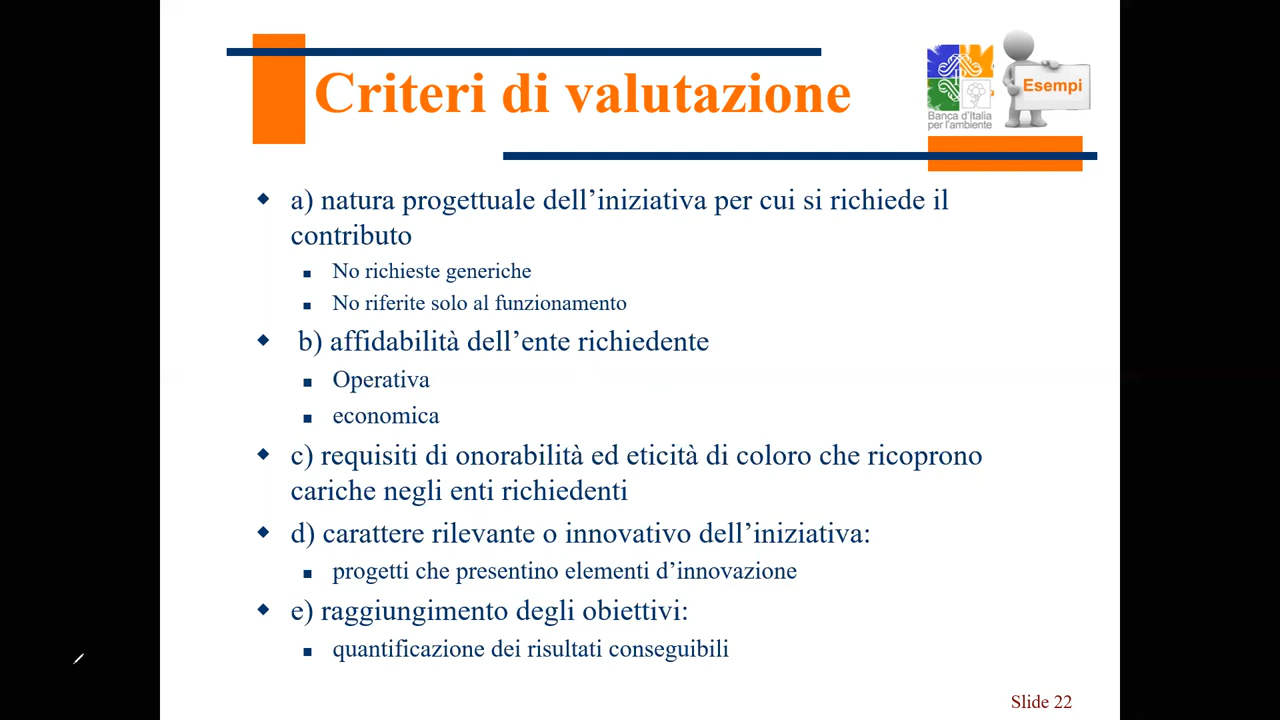 Criteri di valutazione
Esempi
Banca d'Italia
per l'ambiente
a) natura progettuale dell’iniziativa per cui si richiede il
contributo
No richieste generiche
No riferite solo al funzionamento
b) affidabilità dell’ente richiedente
Operativa
economica
c) requisiti di onorabilità ed eticità di coloro che ricoprono
cariche negli enti richiedenti
d) carattere rilevante o innovativo dell’iniziativa:
progetti che presentino elementi d’innovazione
e) raggiungimento degli obiettivi:
quantificazione dei risultati conseguibili
Slide 22